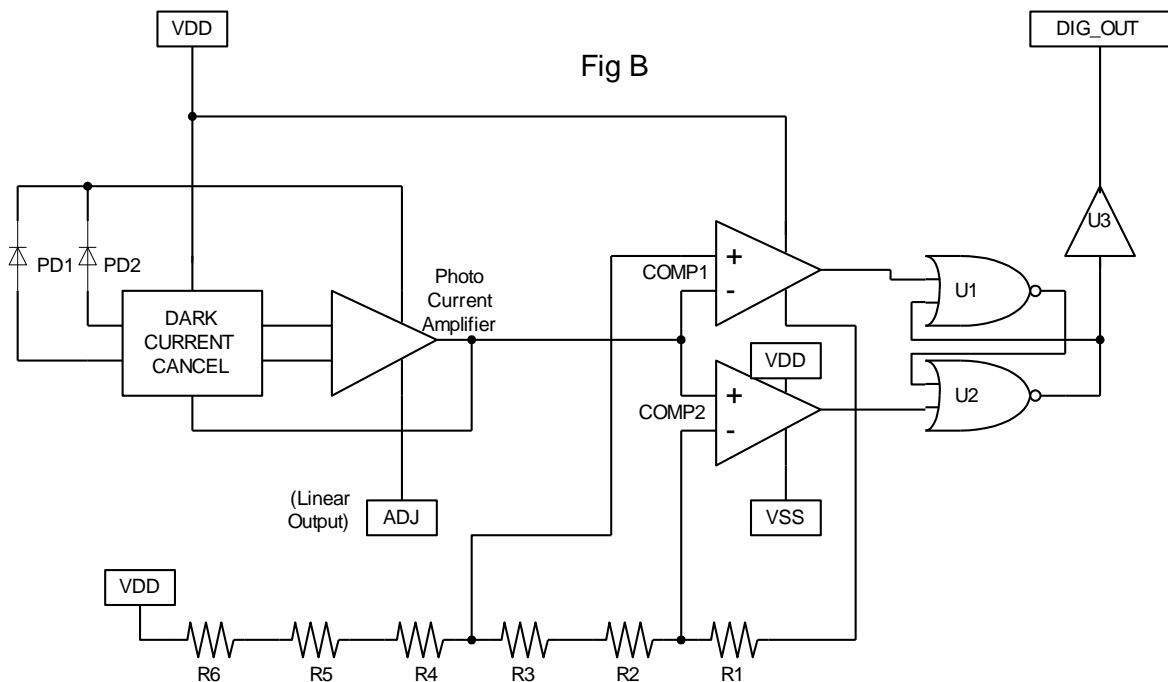 VDD
DIG_OUT
Fig B
U3
PD1
PD2
Photo
Current
Amplifier
COMP1
+
-
U1
DARK
CURRENT
CANCEL
VDD
COMP2
+
-
U2
(Linear
Output)
ADJ
VSS
VDD
R6
R5
R4
R3
R2
R1